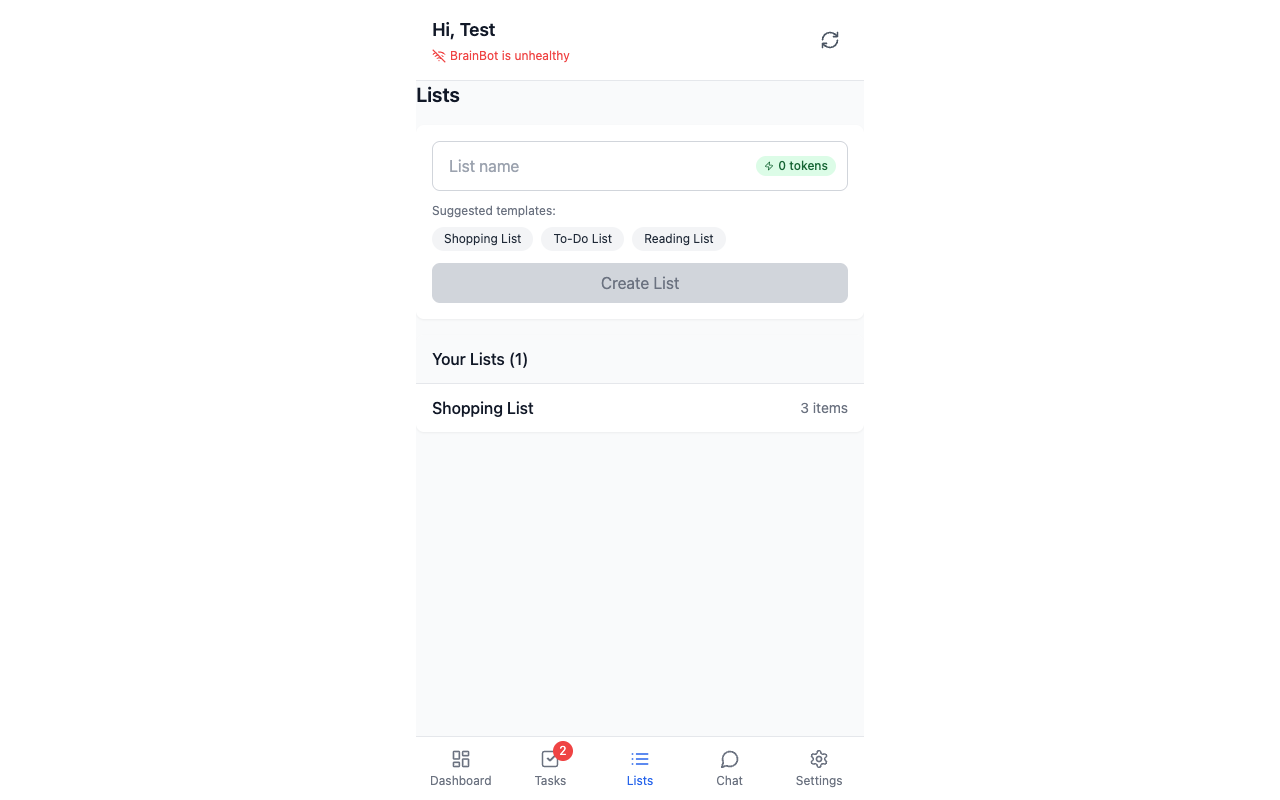 Hi, Test
BrainBot is unhealthy
Lists
List name
0 tokens
Suggested templates:
Shopping List
To-Do List
Reading List
Create List
Your Lists (1)
Shopping List
3 items
Dashboard
2
Tasks
Lists
Chat
Settings